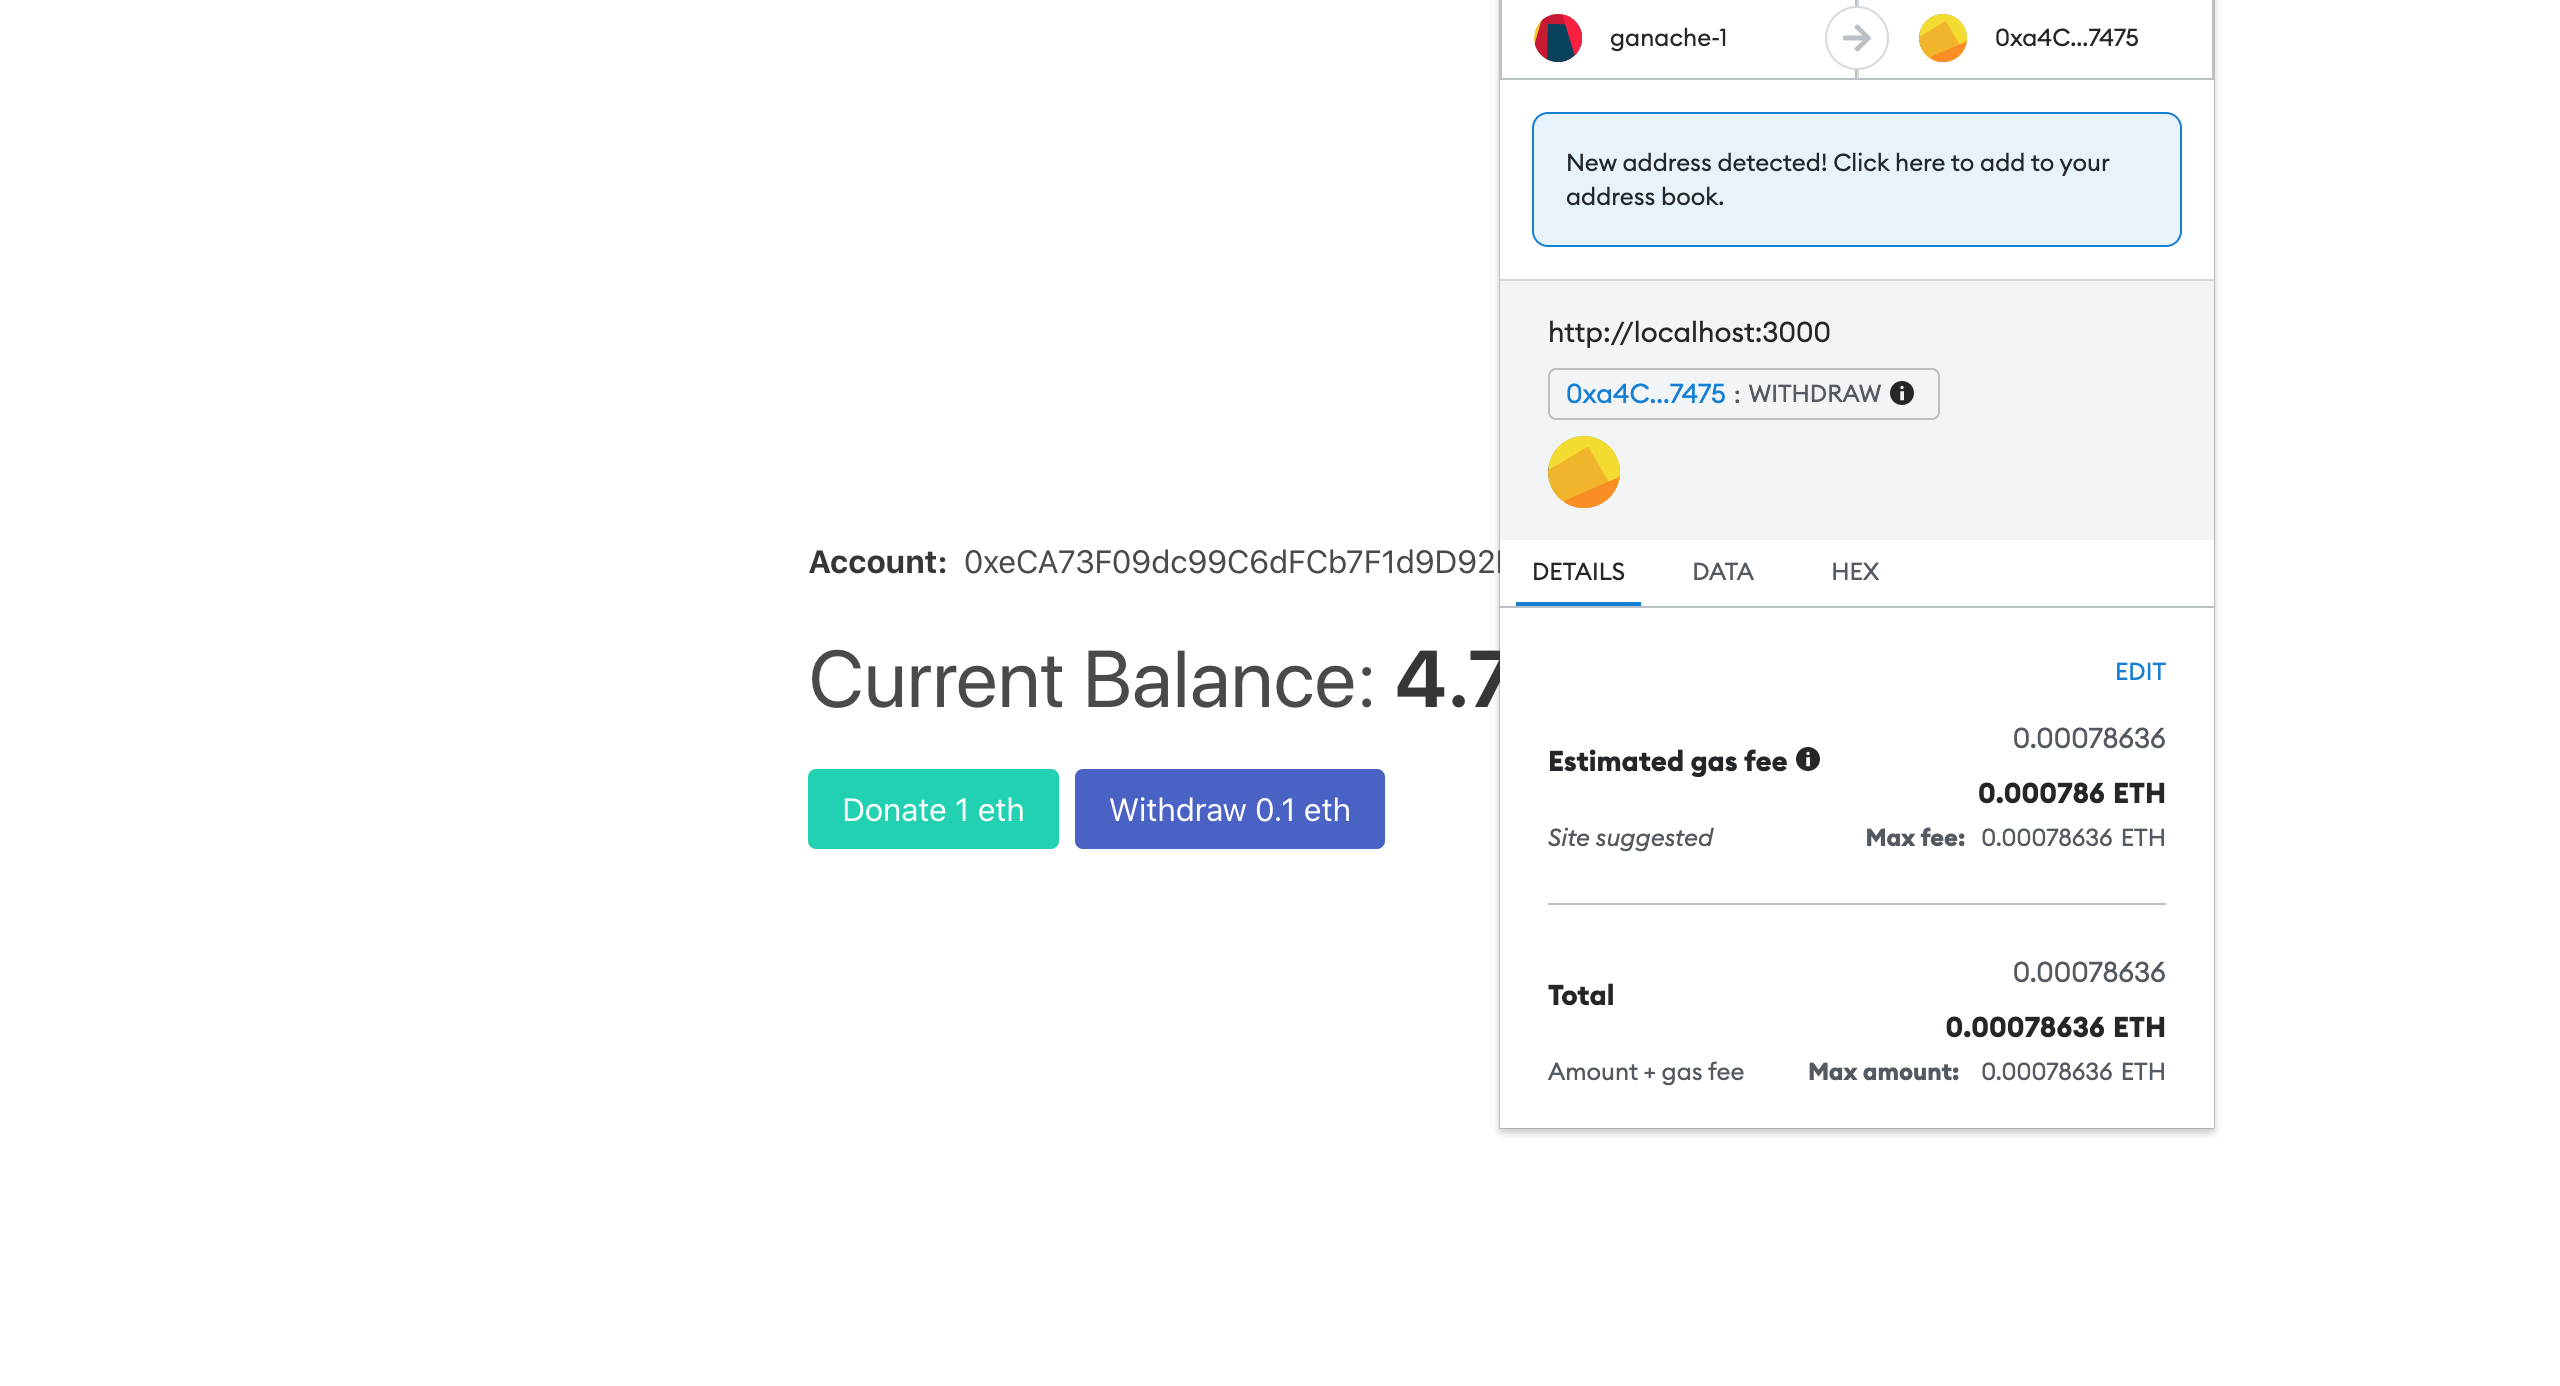 ganache-1
0xa4C...7475
New address detected! Click here to add to your
address book.
http://localhost:3000
0xa4C...7475 : WITHDRAW
Account: 0xeCA73F09dc99C6dFCb7F1d9D92
Current Balance: 4.7
Donate 1 eth
Withdraw 0.1 eth
DETAILS
DATA
HEX
EDIT
Estimated gas fee
0.00078636
0.000786 ETH
Site suggested
Max fee: 0.00078636 ETH
Total
0.00078636
0.00078636 ETH
Amount + gas fee
Max amount: 0.00078636 ETH